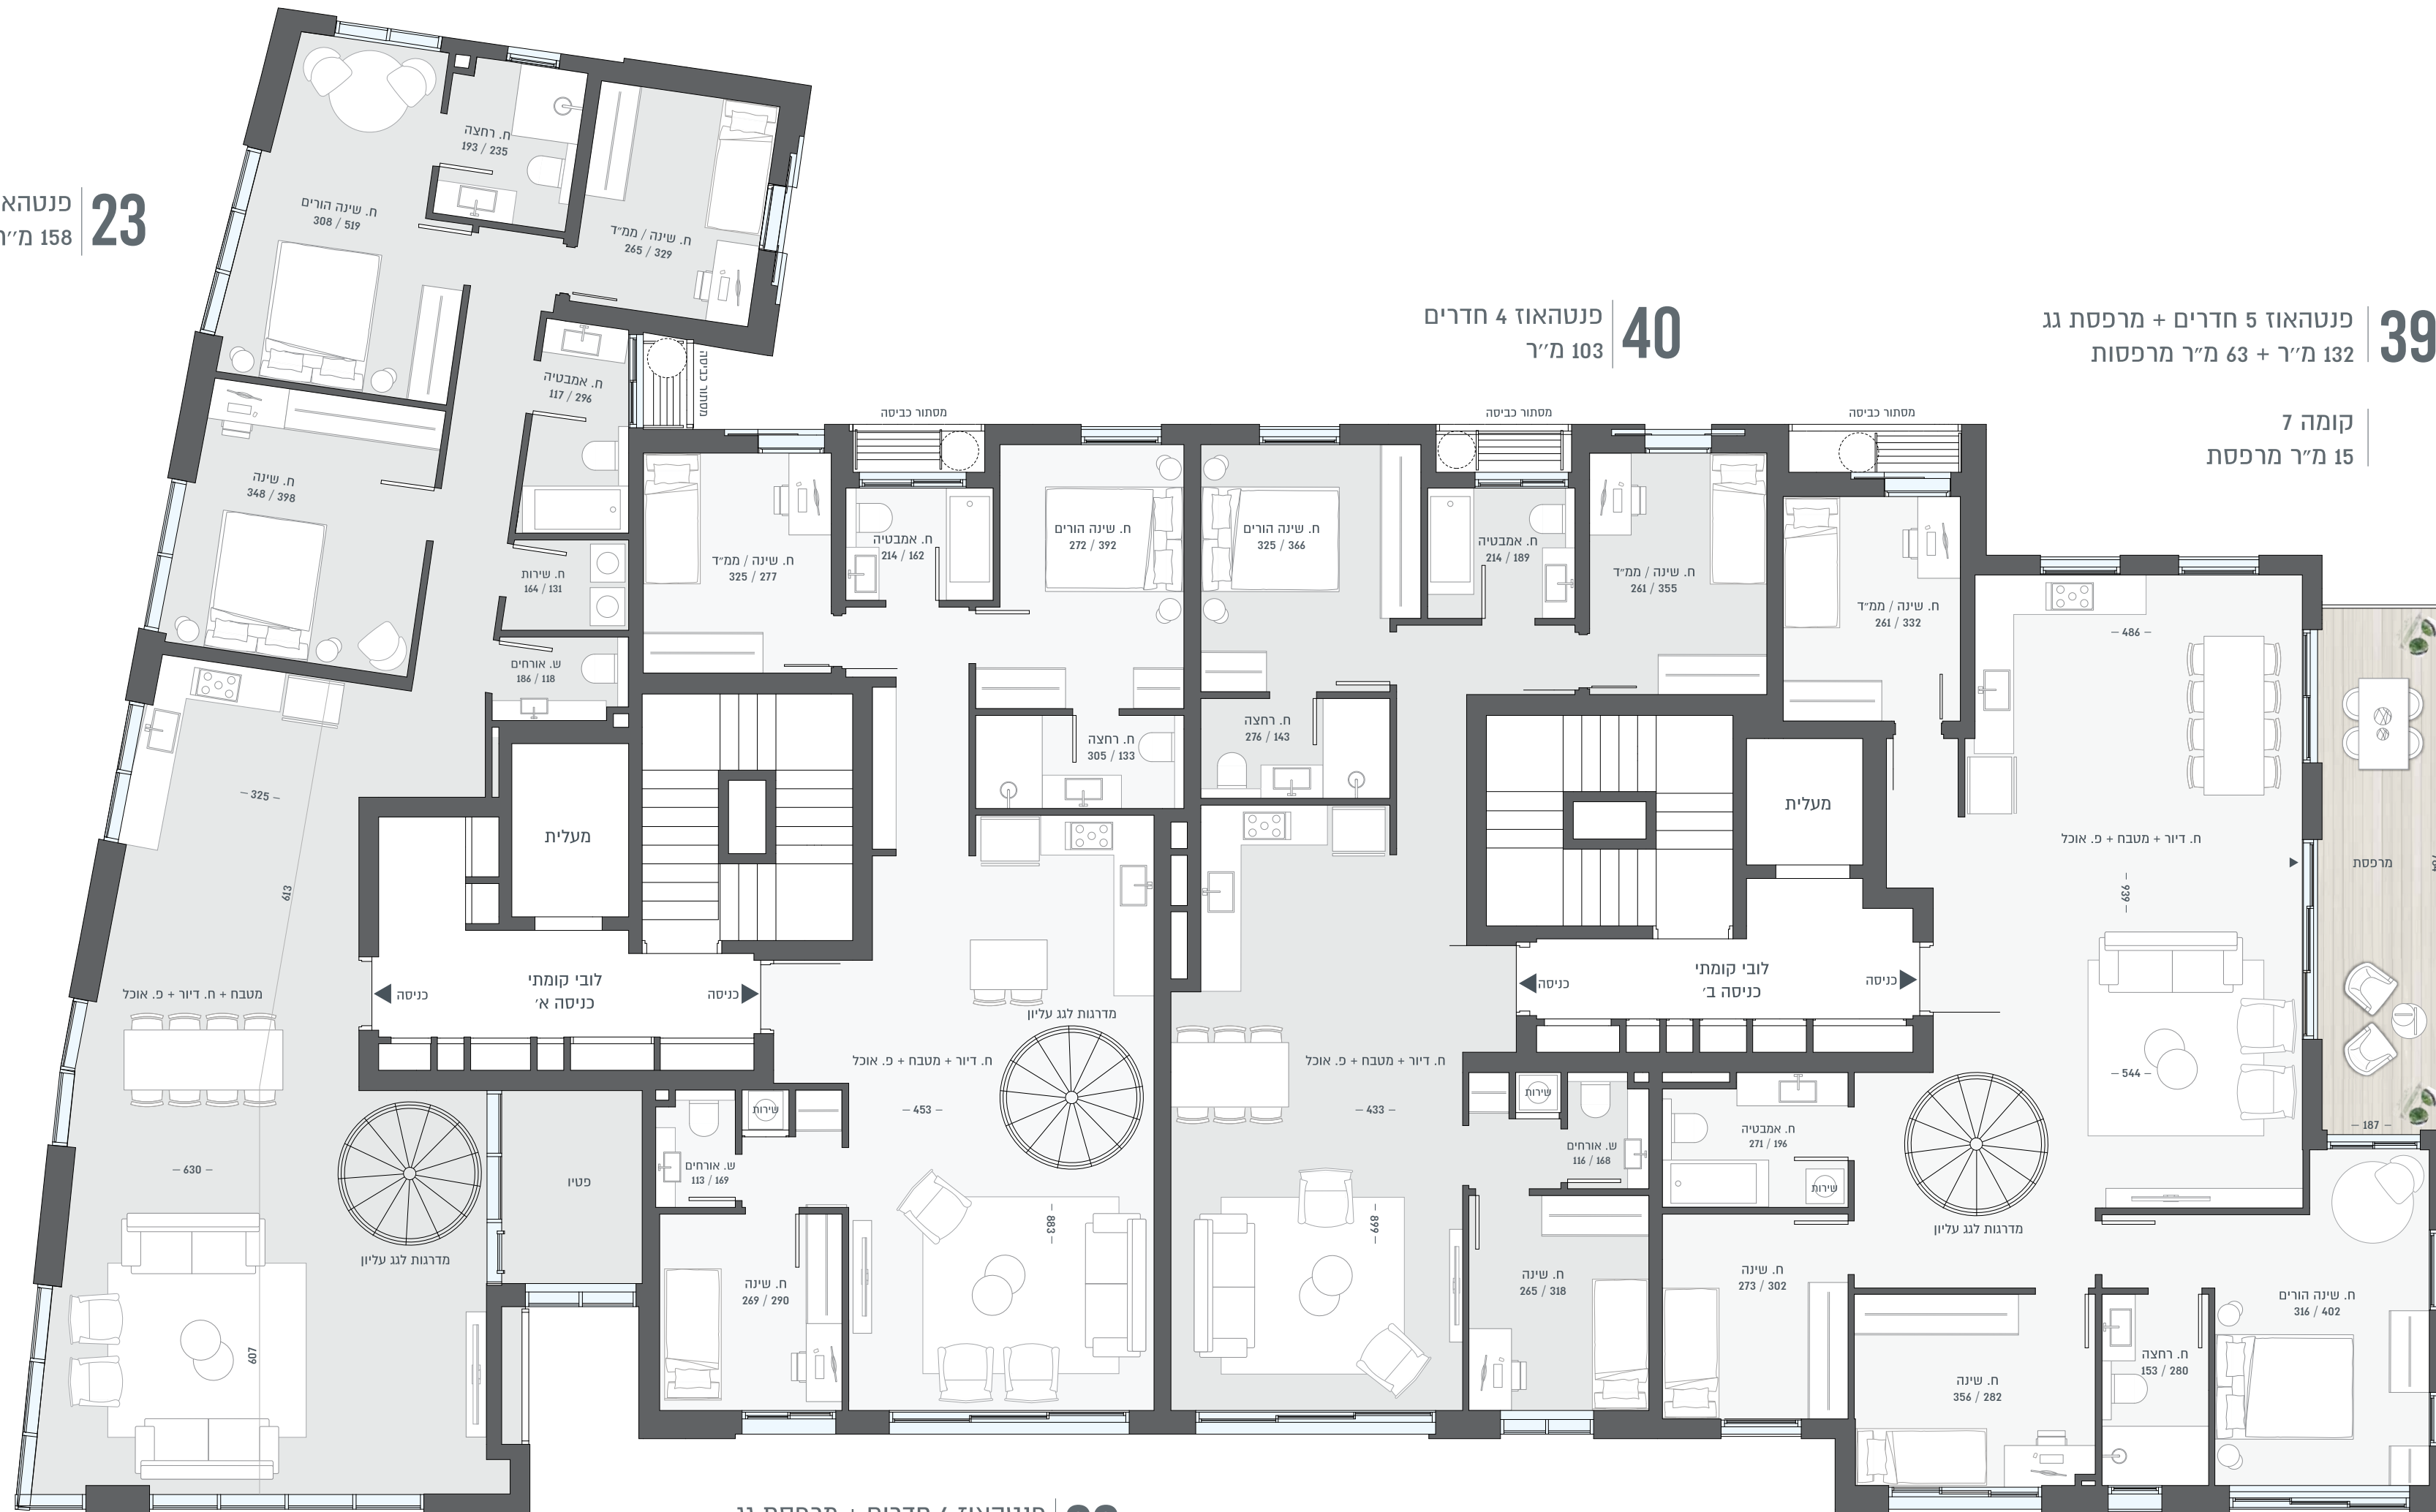 23
פנטהאו
158 מ״ר
40
פנטהאוז 4 חדרים
103 מ״ר
39
פנטהאוז 5 חדרים + מרפסת גג
132 מ״ר + 63 מ״ר מרפסות
קומה 7
15 מ״ר מרפסת
ח. רחצה
193 / 235
ח. שינה הורים
308 / 519
ח. שינה / ממ״ד
265 / 329
ח. אמבטיה
117 / 296
מסתור כביסה
ח. שינה
348 / 398
ח. שירות
164 / 131
ש. אורחים
186 / 118
– 325 –
613
מעלית
לובי קומתי
כניסה א׳
כניסה
כניסה
מטבח + ח. דיור + פ. אוכל
– 630 –
מדרגות לגג עליון
פטיו
607
מסתור כביסה
ח. שינה / ממ״ד
325 / 277
ח. אמבטיה
214 / 162
ח. שינה הורים
272 / 392
ח. רחצה
305 / 133
מדרגות לגג עליון
ח. דיור + מטבח + פ. אוכל
– 453 –
– 883 –
שירות
ש. אורחים
113 / 169
ח. שינה
269 / 290
מסתור כביסה
ח. שינה הורים
325 / 366
ח. אמבטיה
214 / 189
ח. שינה / ממ״ד
261 / 355
ח. רחצה
276 / 143
ח. דיור + מטבח + פ. אוכל
– 433 –
– 899 –
שירות
ש. אורחים
116 / 168
ח. שינה
265 / 318
מעלית
לובי קומתי
כניסה ב׳
כניסה
כניסה
מסתור כביסה
ח. שינה / ממ״ד
261 / 332
– 486 –
ח. דיור + מטבח + פ. אוכל
– 939 –
– 544 –
מרפסת
– 187 –
ח. אמבטיה
271 / 196
שירות
מדרגות לגג עליון
ח. שינה
273 / 302
ח. שינה
356 / 282
ח. רחצה
153 / 280
ח. שינה הורים
316 / 402